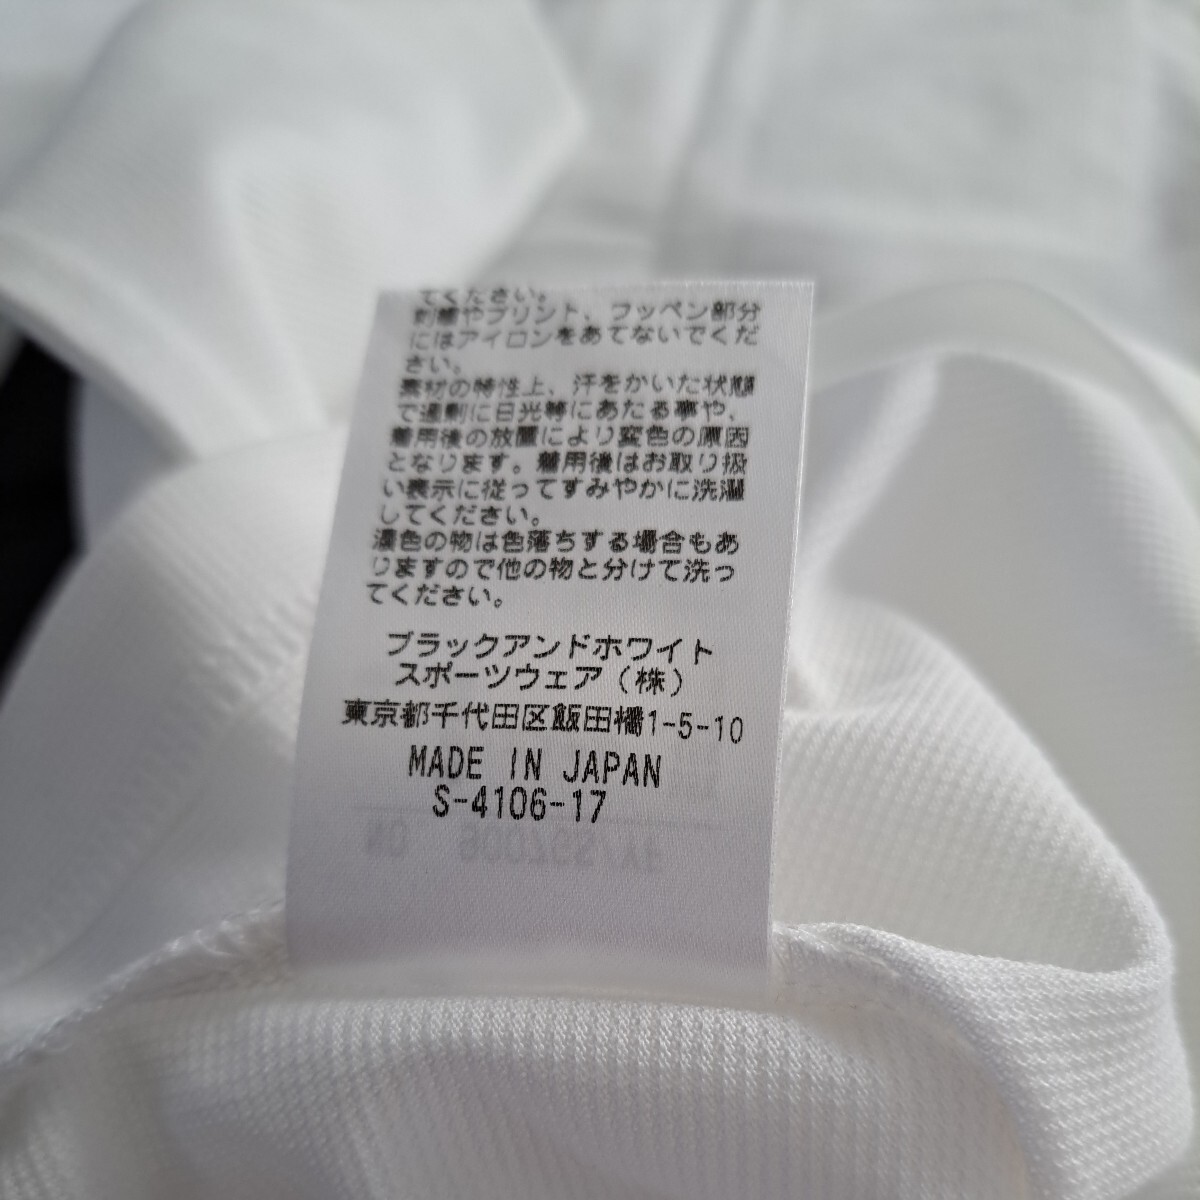 てください。
刺繍やプリント、フッペン部分
にはアイロンをあてないでくだ
さい。
素材の特性上、汗をかいた状態
で過剰に日光等にあたる事や、
着用後の放置により変色の原因
となります。着用後はお取り扱
い表示に従ってすみやかに洗濯
してください。
濃色の物は色落ちする場合もあ
りますので他の物と分けて洗っ
てください。
ブラックアンドホワイト
スポーツウェア(株)
東京都千代田区飯田橋1-5-10
MADE IN JAPAN
S-4106-17